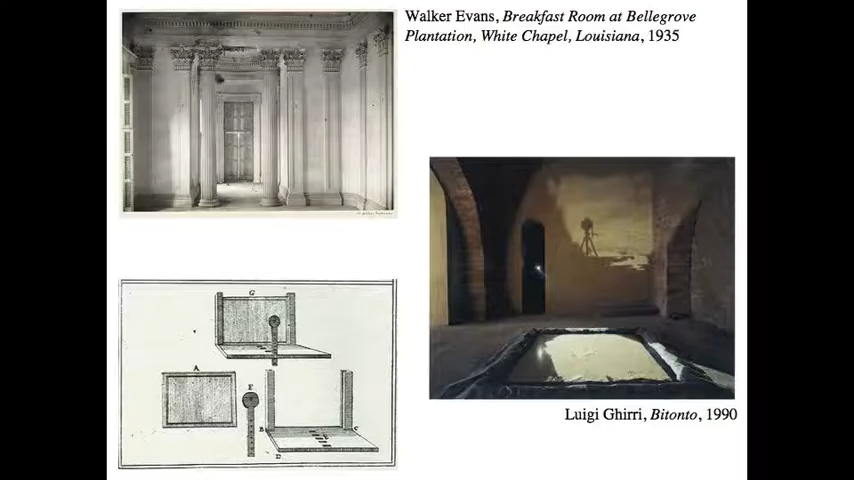 Walker Evans, Breakfast Room at Bellegrove
Plantation, White Chapel, Louisiana, 1935
G
A
F
B
C
D
Luigi Ghirri, Bitonto, 1990